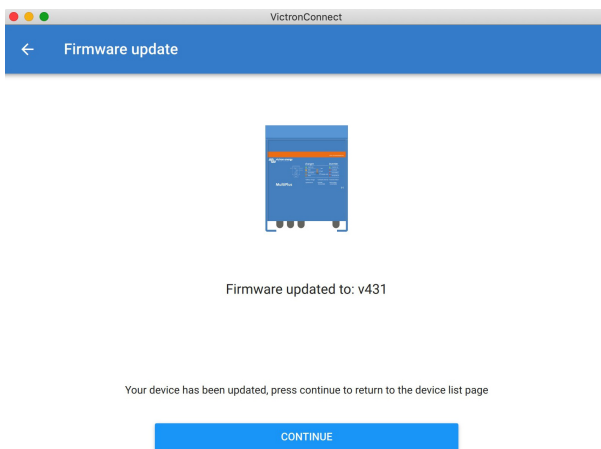 VictronConnect
Firmware update
MultiPlus
Firmware updated to: v431
Your device has been updated, press continue to return to the device list page
CONTINUE